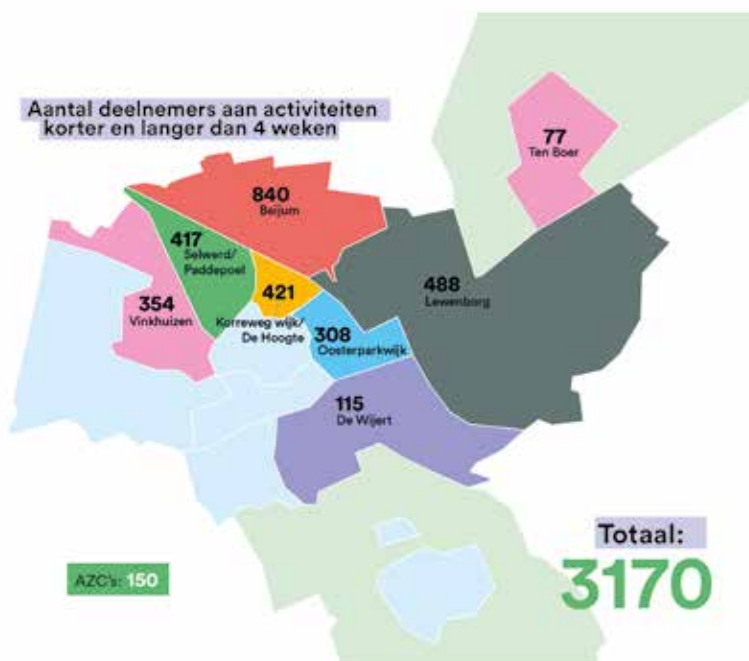 Aantal deelnemers aan activiteiten
korter en langer dan 4 weken
77
Ten Boer
840
Beijum
417
Selwerd/
Paddepoel
421
Korreweg wijk/
De Hoogte
354
Vinkhuizen
488
Lewenborg
308
Oosterparkwijk
115
De Wijert
AZC's: 150
Totaal:
3170